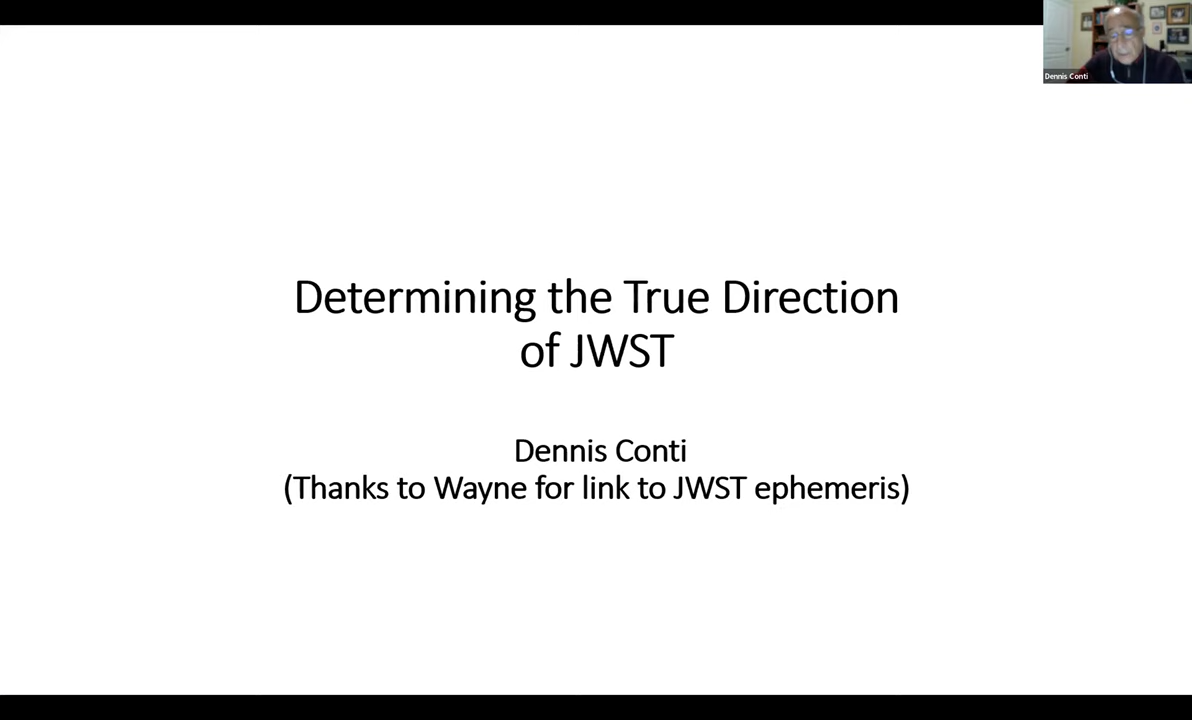 Dennis Conti
Determining the True Direction
of JWST
Dennis Conti
(Thanks to Wayne for link to JWST ephemeris)